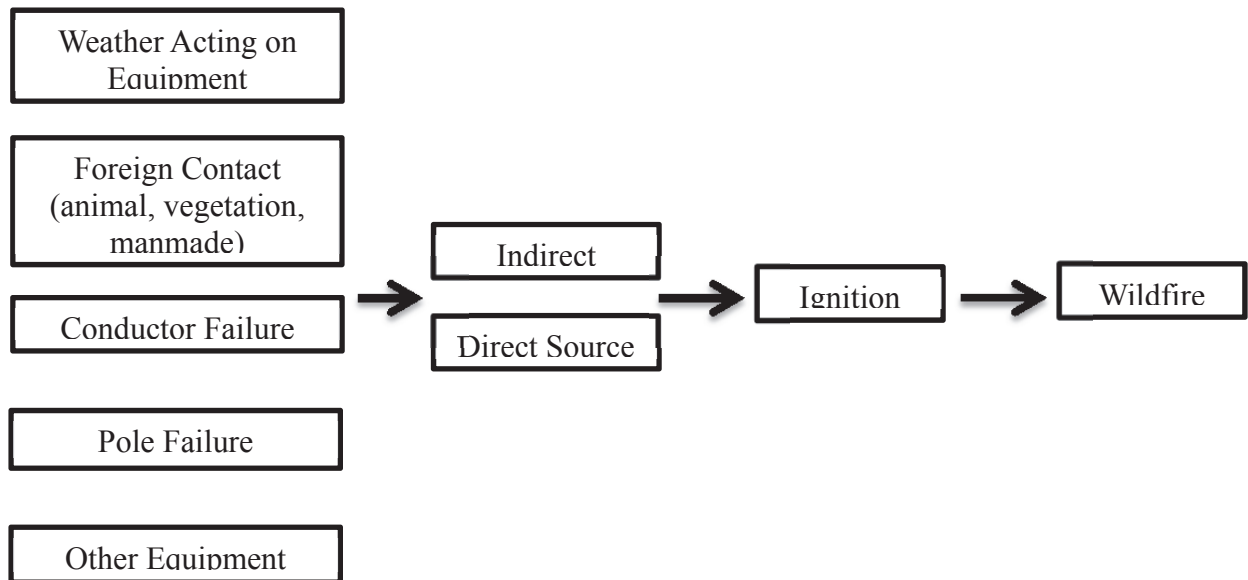 Weather Acting on
Equipment
Foreign Contact
(animal, vegetation,
manmade)
Conductor Failure
Pole Failure
Other Equipment
Indirect
Direct Source
Ignition
Wildfire